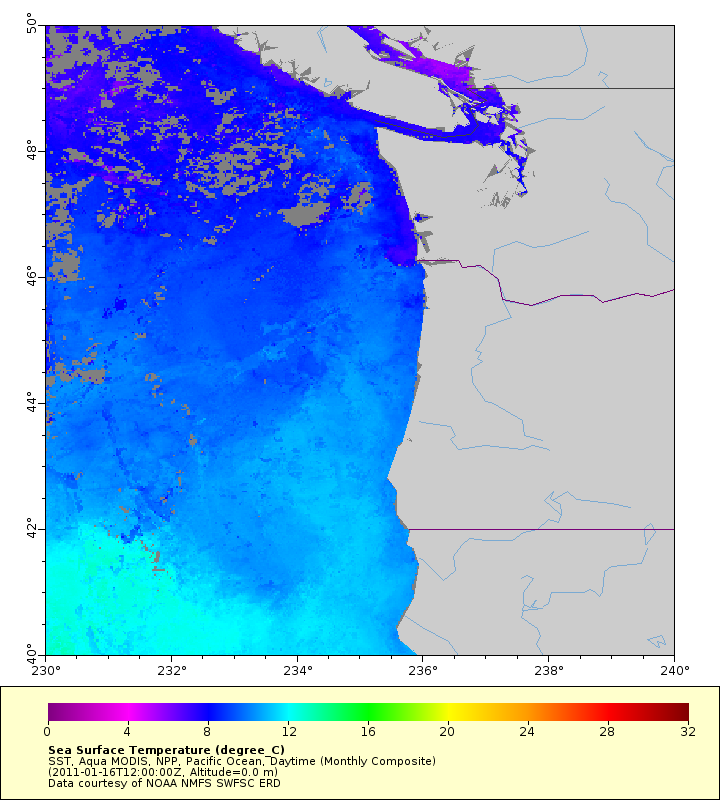 50°
48°
46°
44°
42°
40°
230° 232° 234° 236° 238° 240°
0 4 8 12 16 20 24 28 32
Sea Surface Temperature (degree_C)
SST, Aqua MODIS, NPP, Pacific Ocean, Daytime (Monthly Composite)
(2011-01-16T12:00:00Z, Altitude=0.0 m)
Data courtesy of NOAA NMFS SWFSC ERD